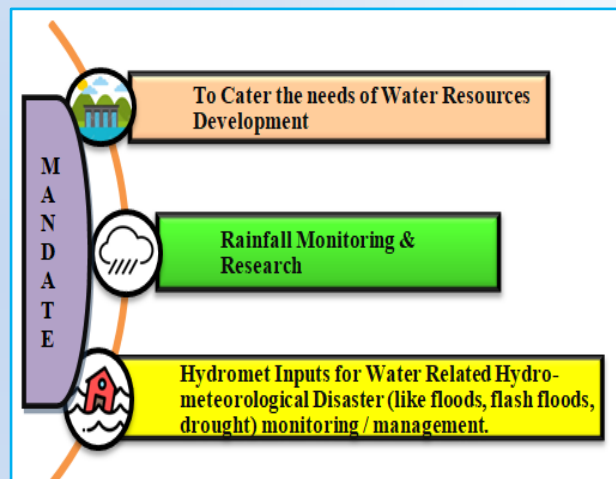 MANDATE
To Cater the needs of Water Resources
Development
Rainfall Monitoring &
Research
Hydromet Inputs for Water Related Hydro-
meteorological Disaster (like floods, flash floods,
drought) monitoring / management.